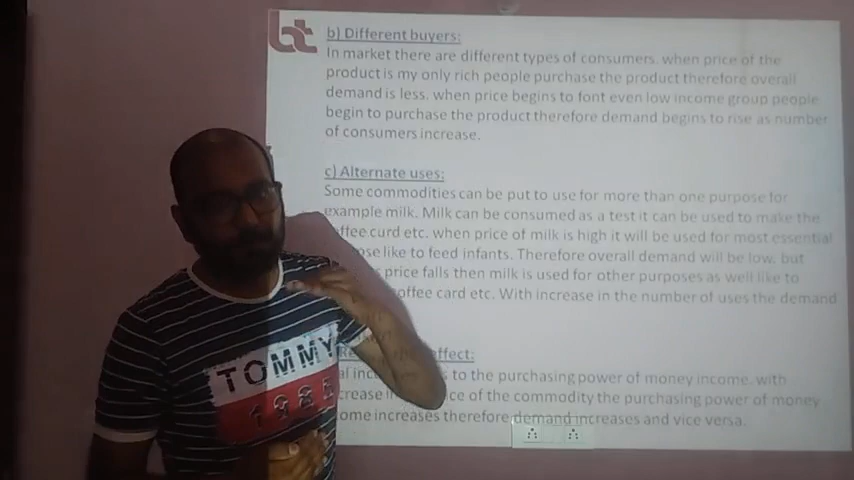 bt
b) Different buyers:
In market there are different types of consumers. when price of the
product is my only rich people purchase the product therefore overall
demand is less. when price begins to font even low income group people
begin to purchase the product therefore demand begins to rise as number
of consumers increase.
c) Alternate uses:
Some commodities can be put to use for more than one purpose for
example milk. Milk can be consumed as a test it can be used to make the
ffee curd etc. when price of milk is high it will be used for most essential
ose like to feed infants. Therefore overall demand will be low. but
price falls then milk is used for other purposes as well like to
offee card etc. With increase in the number of uses the demand
ffect:
to the purchasing power of money income. with
crease ce of the commodity the purchasing power of money
ome increases therefore demand increases and vice versa.
TOMMY
1985